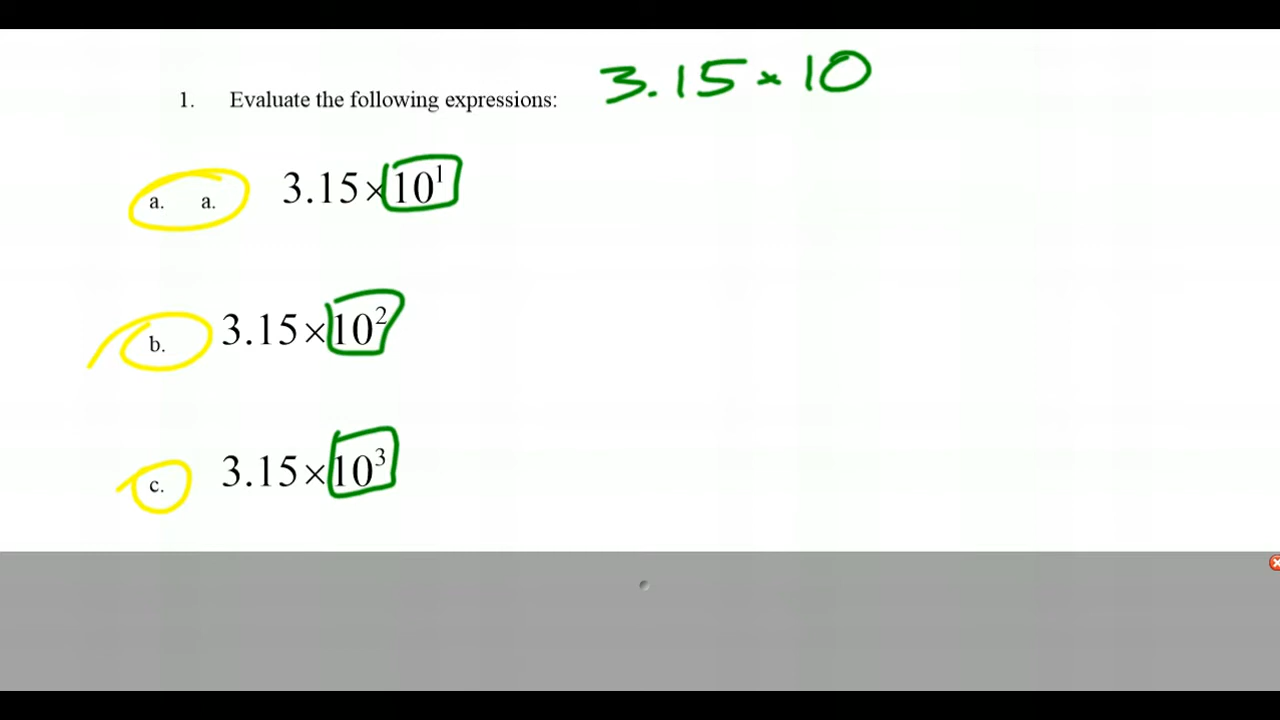 3.15 × 10
1. Evaluate the following expressions:
a. a. 3.15×10¹
b. 3.15×10²
c. 3.15×10³